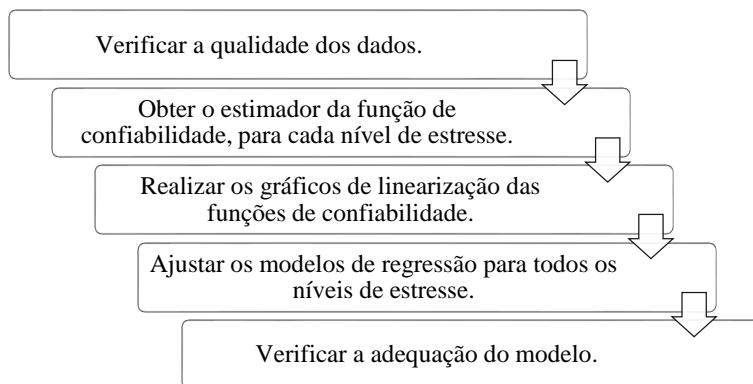 Verificar a qualidade dos dados.
Obter o estimador da função de
confiabilidade, para cada nível de estresse.
Realizar os gráficos de linearização das
funções de confiabilidade.
Ajustar os modelos de regressão para todos os
níveis de estresse.
Verificar a adequação do modelo.